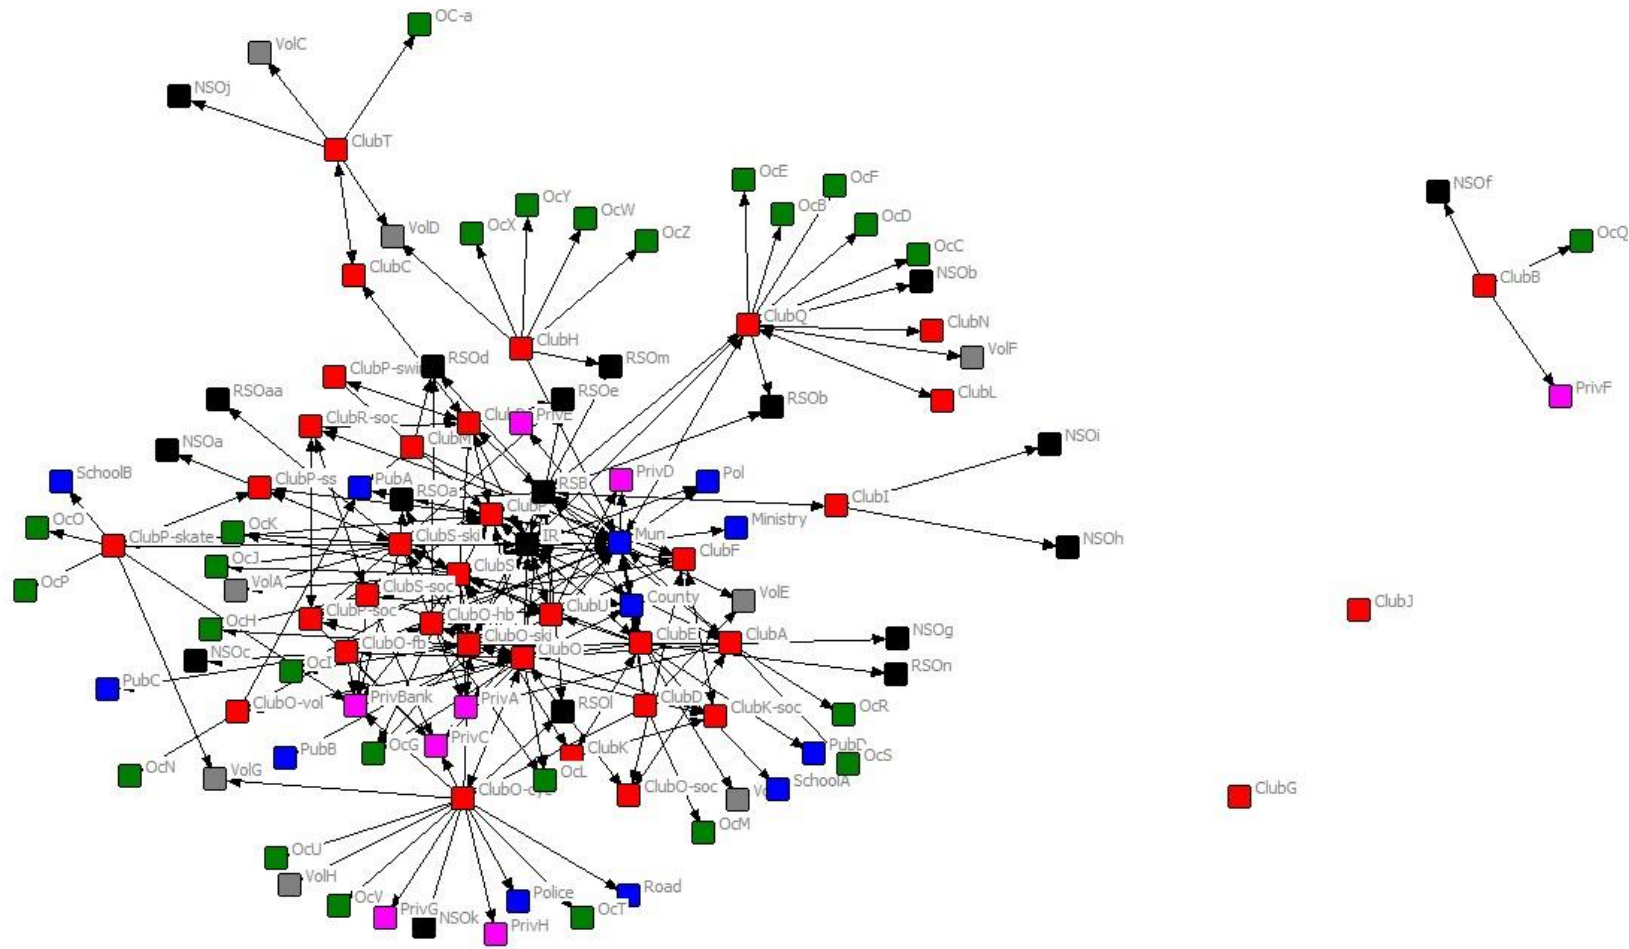 OC-a
VolC
NSOj
ClubT
OcE
OcF
NSOf
OcY
OcB
OcW
OcX
VolD
OcD
OcZ
OcQ
OcC
ClubC
NSOb
ClubB
ClubQ
ClubN
ClubH
VolF
RSOd
RSOm
ClubP-swi
RSOaa
RSOe
ClubL
RSOb
PrivF
ClubR-soc
PrivE
ClubM
NSOa
NSOi
SchoolB
ClubP-ss
PubA
RSOa
RSB
PrivD
Pol
ClubI
OcO
OcK
ClubP-skate
ClubS-ski
IR
Mun
Ministry
NSOh
ClubF
OcJ
ClubS
OcP
VolA
ClubS-soc
County
VolE
ClubP-soc
ClubO-hb
ClubU
ClubJ
OcH
ClubO-fb
ClubO-ski
ClubO
ClubE
ClubA
NSOg
NSOc
OcI
RSOn
PubC
ClubO-vol
PrivBank
PrivA
RSOl
ClubD
ClubK-soc
OcR
PubB
OcG
PrivC
ClubK
PubD
OcS
OcN
VolG
OcL
ClubO-soc
SchoolA
ClubG
OcM
OcU
VolH
OcV
PrivG
NSOk
Police
PrivH
OcT
Road